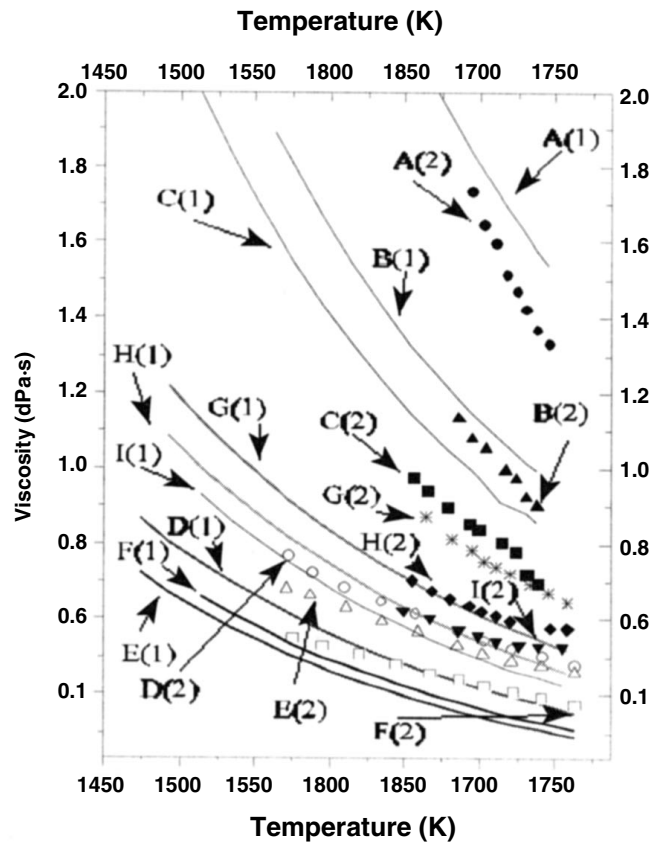 Temperature (K)
1450 1500 1550 1800 1850 1700 1750
2.0 2.0
A(1)
A(2)
1.8 1.8
C(1)
B(1)
1.6 1.6
1.4 1.4
H(1)
1.2 1.2
G(1)
C(2)
B(2)
I(1)
1.0 1.0
G(2)
D(1)
H(2)
F(1)
0.8 0.8
I(2)
0.6 0.6
E(1)
D(2)
E(2)
0.1 0.1
F(2)
Viscosity (dPa·s)
1450 1500 1550 1800 1850 1700 1750
Temperature (K)